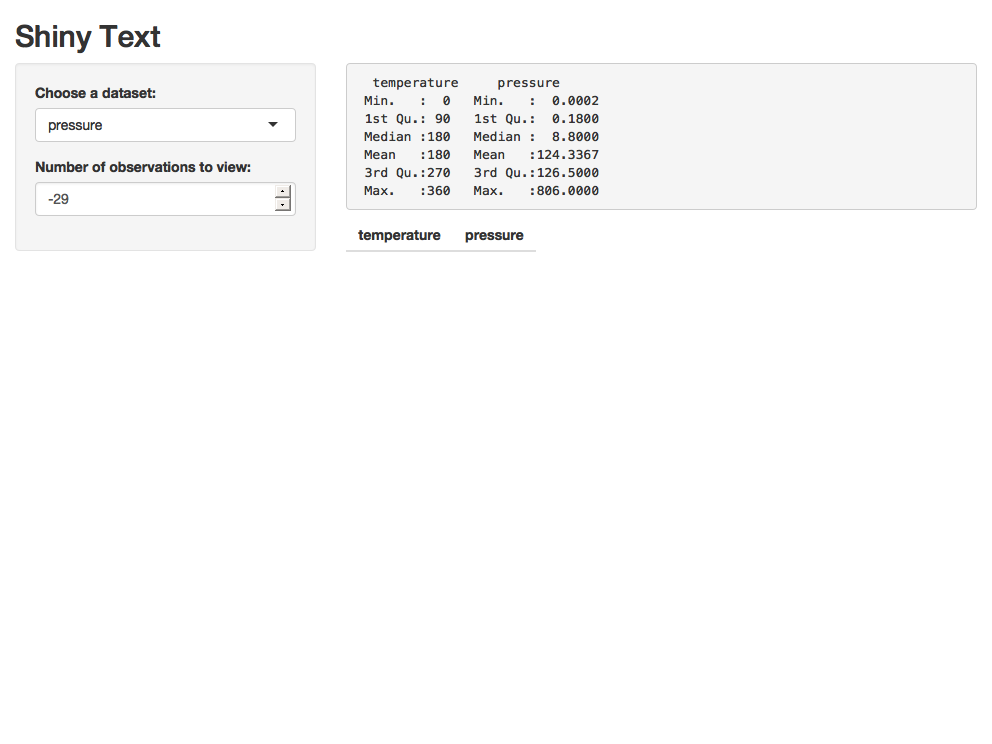 Shiny Text
Choose a dataset:
pressure
Number of observations to view:
-29
temperature     pressure
Min.   :  0   Min.   :  0.0002
1st Qu.: 90   1st Qu.:  0.1800
Median :180   Median :  8.8000
Mean   :180   Mean   :124.3367
3rd Qu.:270   3rd Qu.:126.5000
Max.   :360   Max.   :806.0000
temperature pressure